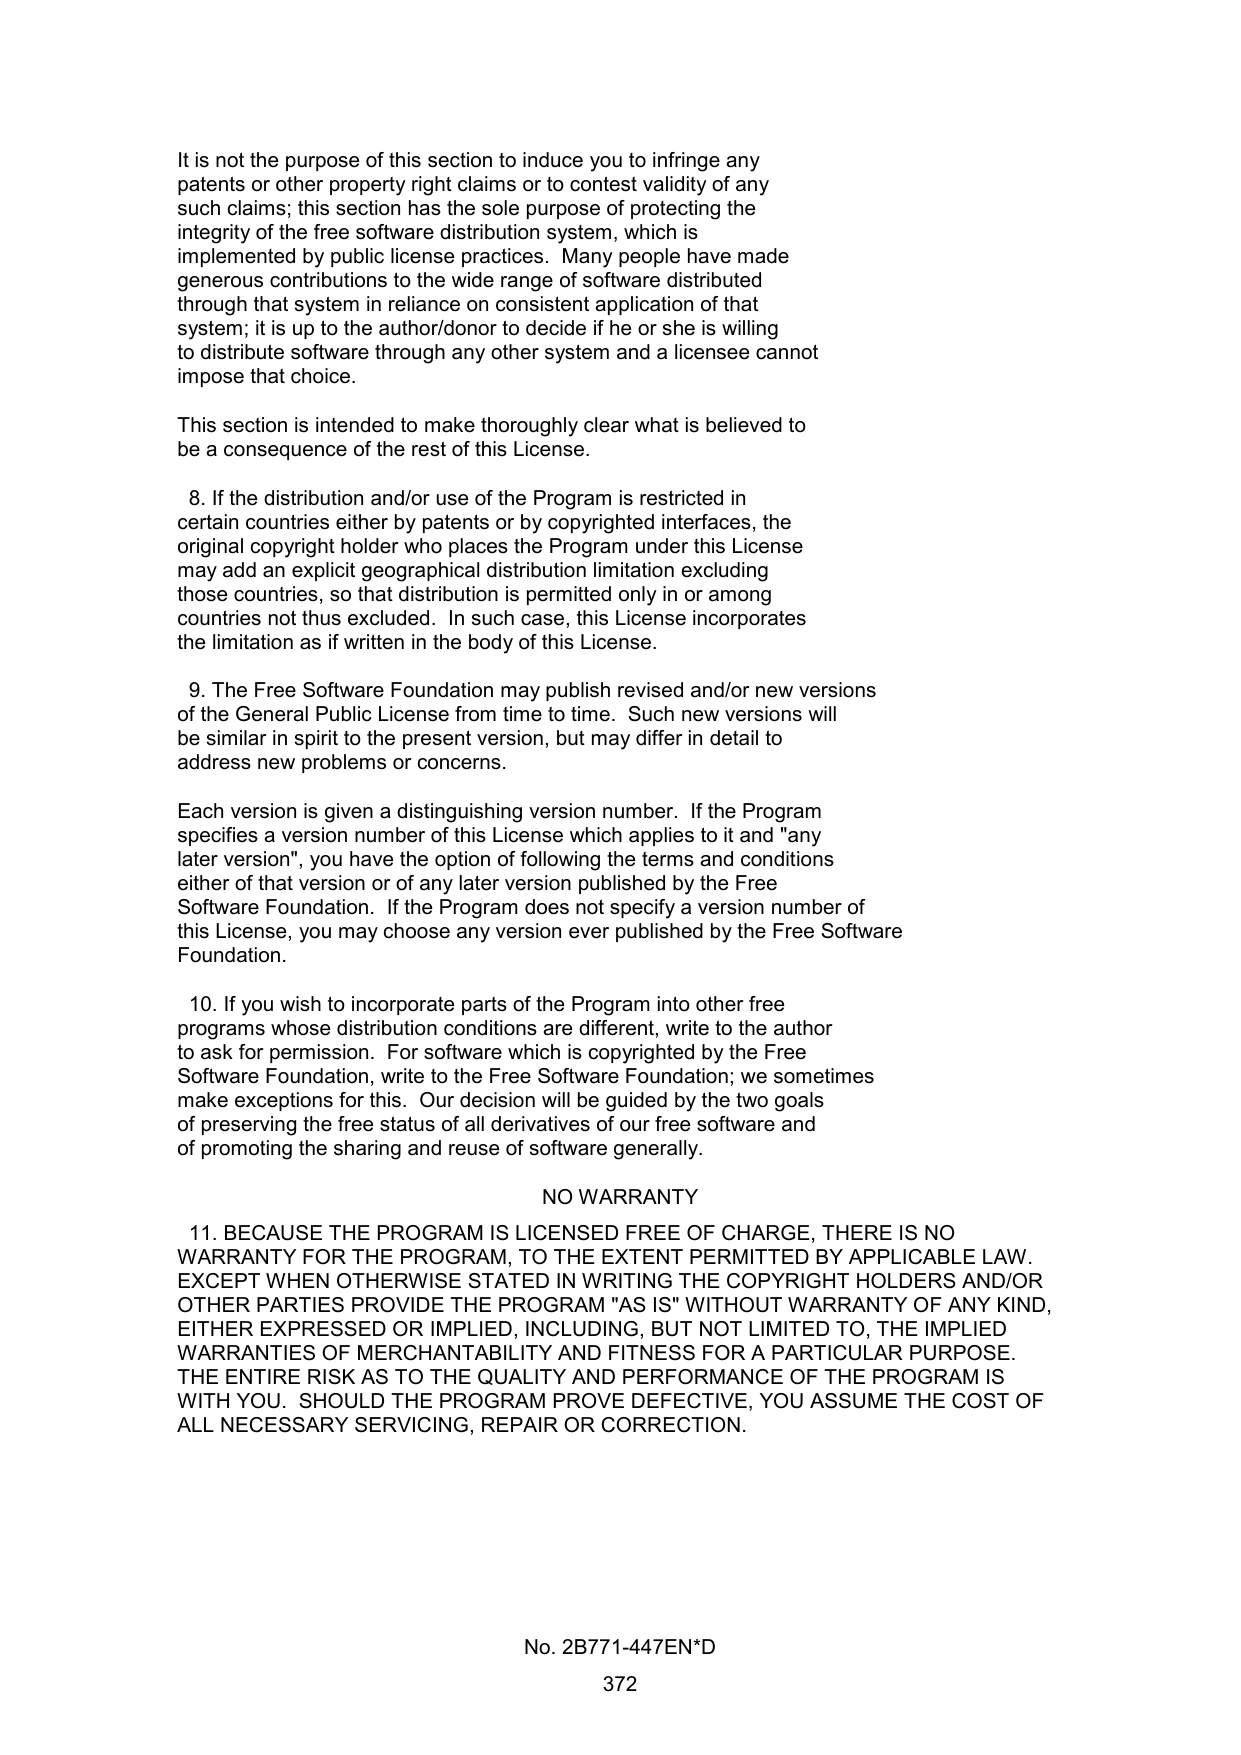 It is not the purpose of this section to induce you to infringe any
patents or other property right claims or to contest validity of any
such claims; this section has the sole purpose of protecting the
integrity of the free software distribution system, which is
implemented by public license practices.  Many people have made
generous contributions to the wide range of software distributed
through that system in reliance on consistent application of that
system; it is up to the author/donor to decide if he or she is willing
to distribute software through any other system and a licensee cannot
impose that choice.
This section is intended to make thoroughly clear what is believed to
be a consequence of the rest of this License.
8. If the distribution and/or use of the Program is restricted in
certain countries either by patents or by copyrighted interfaces, the
original copyright holder who places the Program under this License
may add an explicit geographical distribution limitation excluding
those countries, so that distribution is permitted only in or among
countries not thus excluded.  In such case, this License incorporates
the limitation as if written in the body of this License.
9. The Free Software Foundation may publish revised and/or new versions
of the General Public License from time to time.  Such new versions will
be similar in spirit to the present version, but may differ in detail to
address new problems or concerns.
Each version is given a distinguishing version number.  If the Program
specifies a version number of this License which applies to it and "any
later version", you have the option of following the terms and conditions
either of that version or of any later version published by the Free
Software Foundation.  If the Program does not specify a version number of
this License, you may choose any version ever published by the Free Software
Foundation.
10. If you wish to incorporate parts of the Program into other free
programs whose distribution conditions are different, write to the author
to ask for permission.  For software which is copyrighted by the Free
Software Foundation, write to the Free Software Foundation; we sometimes
make exceptions for this.  Our decision will be guided by the two goals
of preserving the free status of all derivatives of our free software and
of promoting the sharing and reuse of software generally.
NO WARRANTY
11. BECAUSE THE PROGRAM IS LICENSED FREE OF CHARGE, THERE IS NO
WARRANTY FOR THE PROGRAM, TO THE EXTENT PERMITTED BY APPLICABLE LAW.
EXCEPT WHEN OTHERWISE STATED IN WRITING THE COPYRIGHT HOLDERS AND/OR
OTHER PARTIES PROVIDE THE PROGRAM "AS IS" WITHOUT WARRANTY OF ANY KIND,
EITHER EXPRESSED OR IMPLIED, INCLUDING, BUT NOT LIMITED TO, THE IMPLIED
WARRANTIES OF MERCHANTABILITY AND FITNESS FOR A PARTICULAR PURPOSE.
THE ENTIRE RISK AS TO THE QUALITY AND PERFORMANCE OF THE PROGRAM IS
WITH YOU.  SHOULD THE PROGRAM PROVE DEFECTIVE, YOU ASSUME THE COST OF
ALL NECESSARY SERVICING, REPAIR OR CORRECTION.
No. 2B771-447EN*D
372